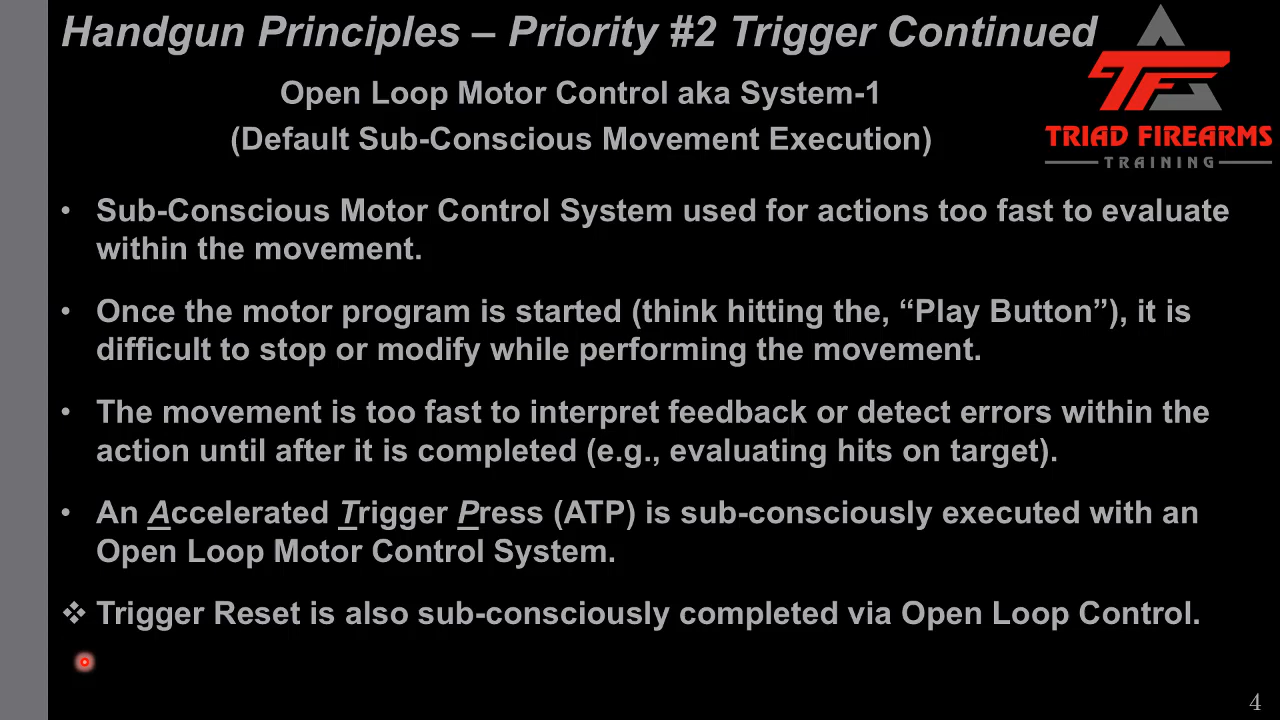 Handgun Principles – Priority #2 Trigger Continued
TRIAD FIREARMS
TRAINING
Open Loop Motor Control aka System-1
(Default Sub-Conscious Movement Execution)
• Sub-Conscious Motor Control System used for actions too fast to evaluate
within the movement.
• Once the motor program is started (think hitting the, “Play Button”), it is
difficult to stop or modify while performing the movement.
• The movement is too fast to interpret feedback or detect errors within the
action until after it is completed (e.g., evaluating hits on target).
• An Accelerated Trigger Press (ATP) is sub-consciously executed with an
Open Loop Motor Control System.
❖ Trigger Reset is also sub-consciously completed via Open Loop Control.
4